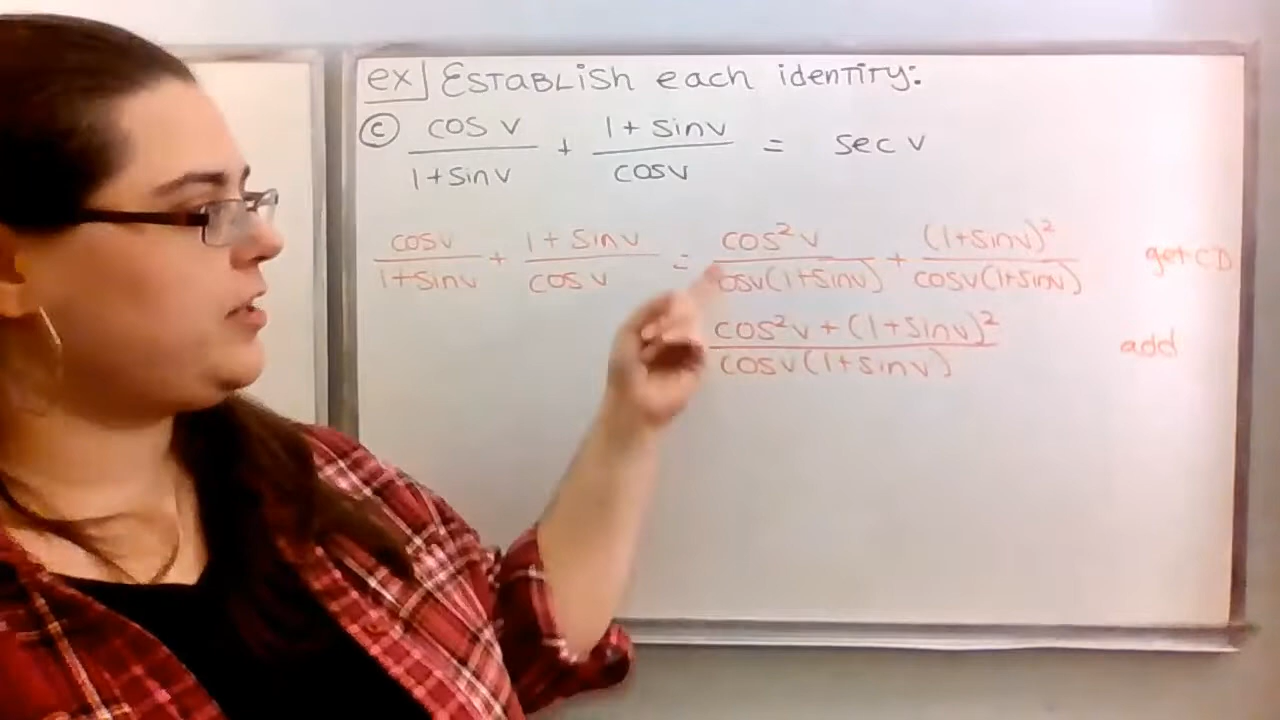 ex] Establish each identity:
ⓒ cos v / 1 + sin v + 1 + sin v / cos v = sec v
cos v / 1 + sin v + 1 + sin v / cos v = cos² v / cos v (1 + sin v) + (1 + sin v)² / cos v (1 + sin v) get CD
cos² v + (1 + sin v)² / cos v (1 + sin v) add